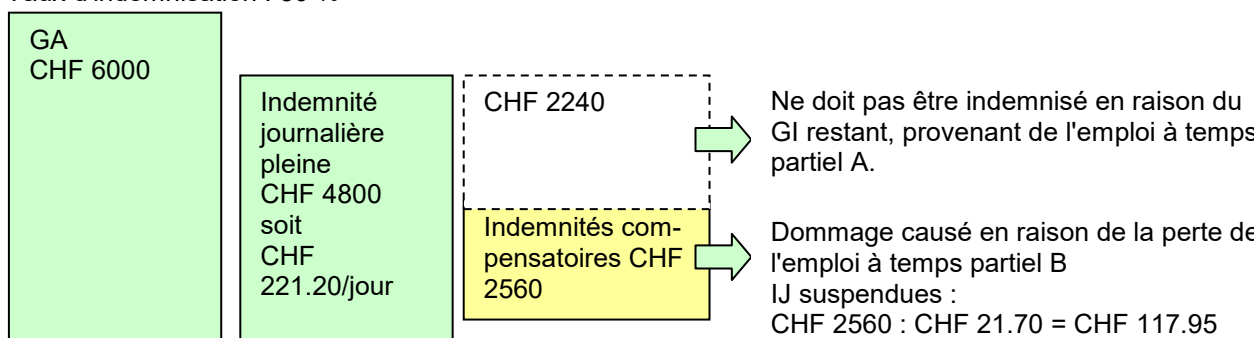 GA
CHF 6000
Indemnité
journalière
pleine
CHF 4800
soit
CHF
221.20/jour
CHF 2240
Ne doit pas être indemnisé en raison du
GI restant, provenant de l'emploi à temps
partiel A.
Indemnités com-
pensatoires CHF
2560
Dommage causé en raison de la perte de
l'emploi à temps partiel B
IJ suspendues :
CHF 2560 : CHF 21.70 = CHF 117.95